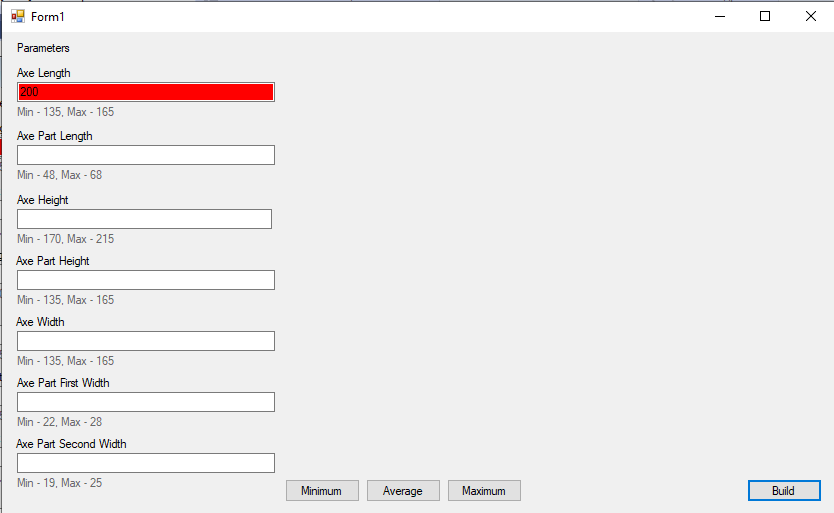 Form1
Parameters
Axe Length
200
Min - 135, Max - 165
Axe Part Length
Min - 48, Max - 68
Axe Height
Min - 170, Max - 215
Axe Part Height
Min - 135, Max - 165
Axe Width
Min - 135, Max - 165
Axe Part First Width
Min - 22, Max - 28
Axe Part Second Width
Min - 19, Max - 25
Minimum Average Maximum Build